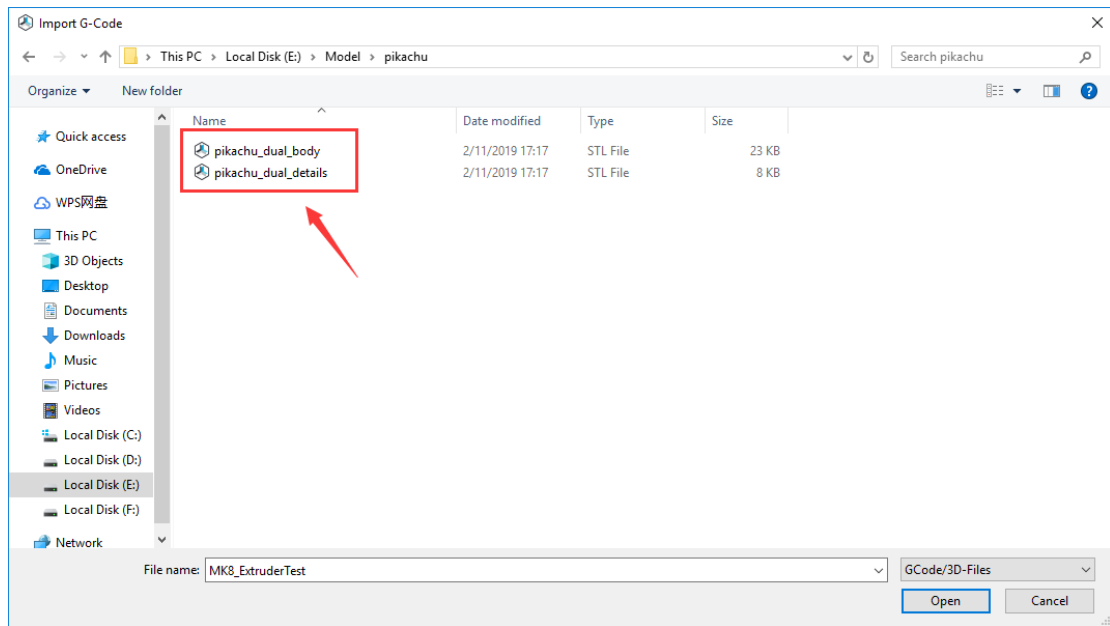 Import G-Code
This PC > Local Disk (E:) > Model > pikachu
Search pikachu
Organize
New folder
Name
Date modified
Type
Size
Quick access
OneDrive
WPS网盘
This PC
3D Objects
Desktop
Documents
Downloads
Music
Pictures
Videos
Local Disk (C:)
Local Disk (D:)
Local Disk (E:)
Local Disk (F:)
Network
pikachu_dual_body 2/11/2019 17:17 STL File 23 KB
pikachu_dual_details 2/11/2019 17:17 STL File 8 KB
File name: MK8_ExtruderTest
GCode/3D-Files
Open
Cancel